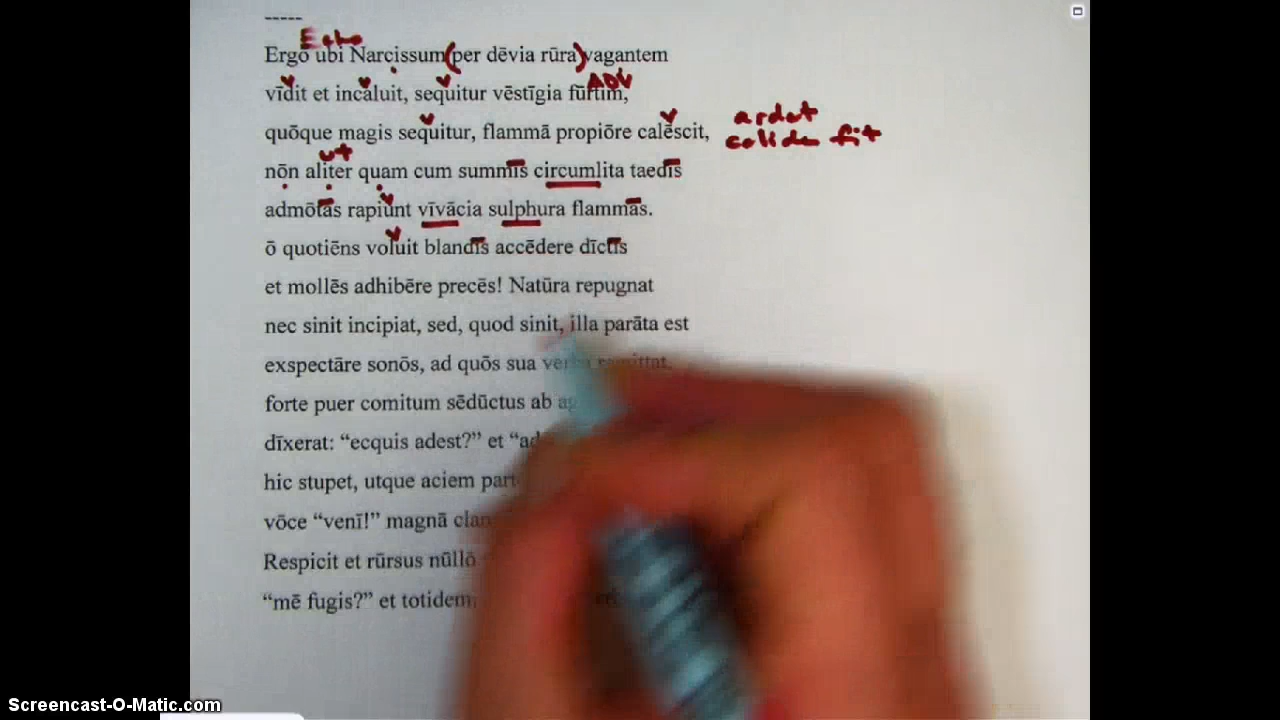 -----
Echo
Ergo ubi Narcissum (per dēvia rūra) vagantem
ADV
vīdit et incaluit, sequitur vēstīgia fūrtim,
ardet
quōque magis sequitur, flammā propiōre calēscit,
fit
ut
nōn aliter quam cum summīs circumlita taedīs
admōtās rapiunt vīvācia sulphura flammās.
ō quotiēns voluit blandīs accēdere dīctīs
et mollēs adhibēre precēs! Natūra repugnat
nec sinit incipiat, sed, quod sinit, illa parāta est
exspectāre sonōs, ad quōs sua
forte puer comitum sēdūctus ab
dīxerat: “ecquis adest?” et
hic stupet, utque aciem
vōce “venī!” magnā
Respicit et rūrsus nūllō
“mē fugis?” et totidem,
Screencast-O-Matic.com